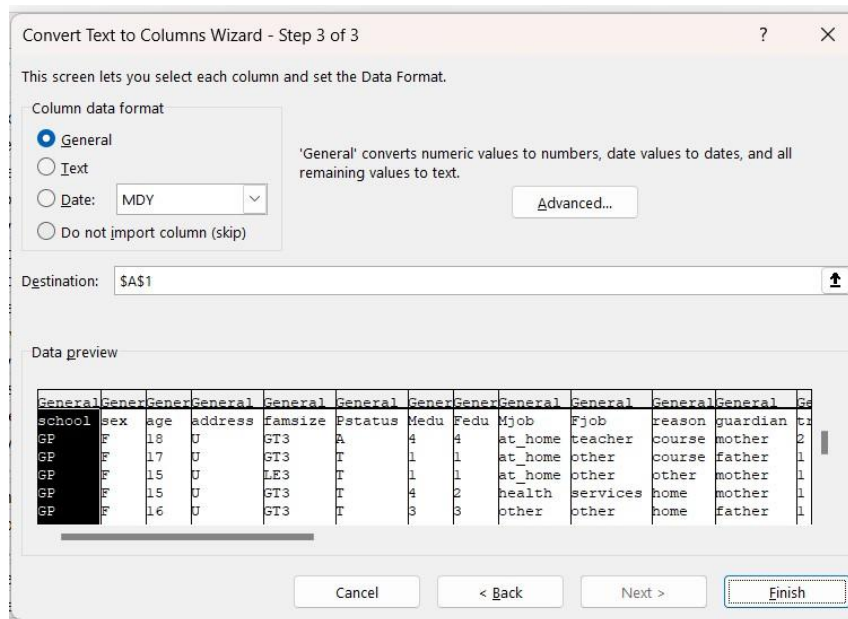 Convert Text to Columns Wizard - Step 3 of 3 ?
This screen lets you select each column and set the Data Format.
Column data format
General
Text
Date: MDY
Do not import column (skip)
'General' converts numeric values to numbers, date values to dates, and all
remaining values to text.
Advanced...
Destination: $A$1
Data preview
General Gener Gener General General General Gener Gener General General General General Ge
school sex age address famsize Pstatus Medu Fedu Mjob Fjob reason guardian tr
GP F 18 U GT3 A 4 4 at_home teacher course mother 2
GP F 17 U GT3 T 1 1 at_home other course father 1
GP F 15 U LE3 T 1 1 at_home other other mother 1
GP F 15 U GT3 T 4 2 health services home mother 1
GP F 16 U GT3 T 3 3 other other home father 1
Cancel < Back Next > Finish